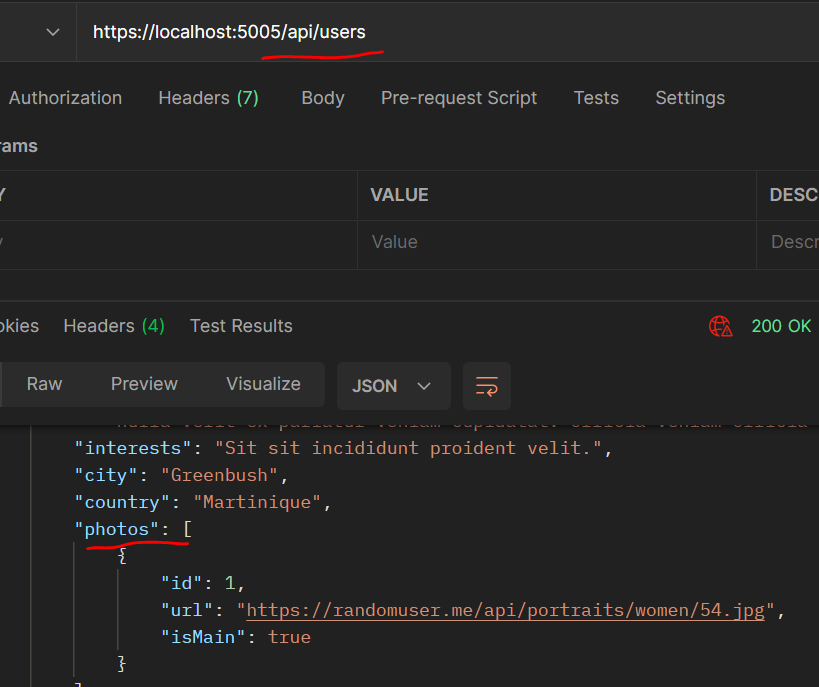 https://localhost:5005/api/users
Authorization Headers (7) Body Pre-request Script Tests Settings
rams
Y VALUE DESC
Value Descr
okies Headers (4) Test Results 200 OK
Raw Preview Visualize JSON
"interests": "Sit sit incididunt proident velit.",
"city": "Greenbush",
"country": "Martinique",
"photos": [
{
"id": 1,
"url": "https://randomuser.me/api/portraits/women/54.jpg",
"isMain": true
}